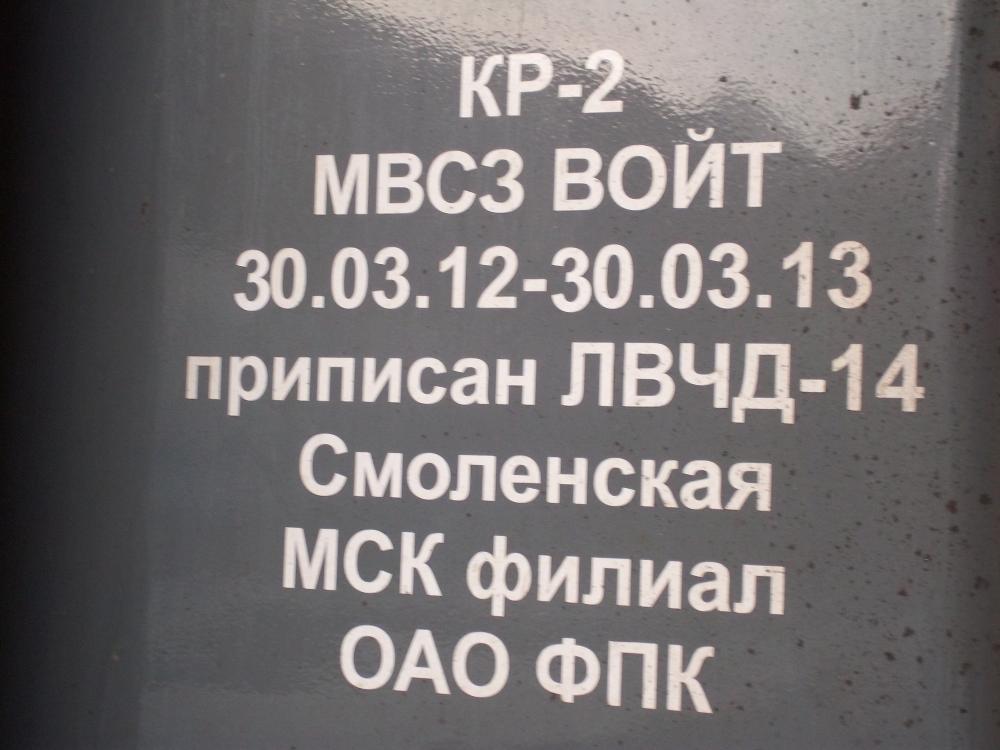 КР-2
МВСЗ ВОЙТ
30.03.12-30.03.13
приписан ЛВЧД-14
Смоленская
МСК филиал
ОАО ФПК